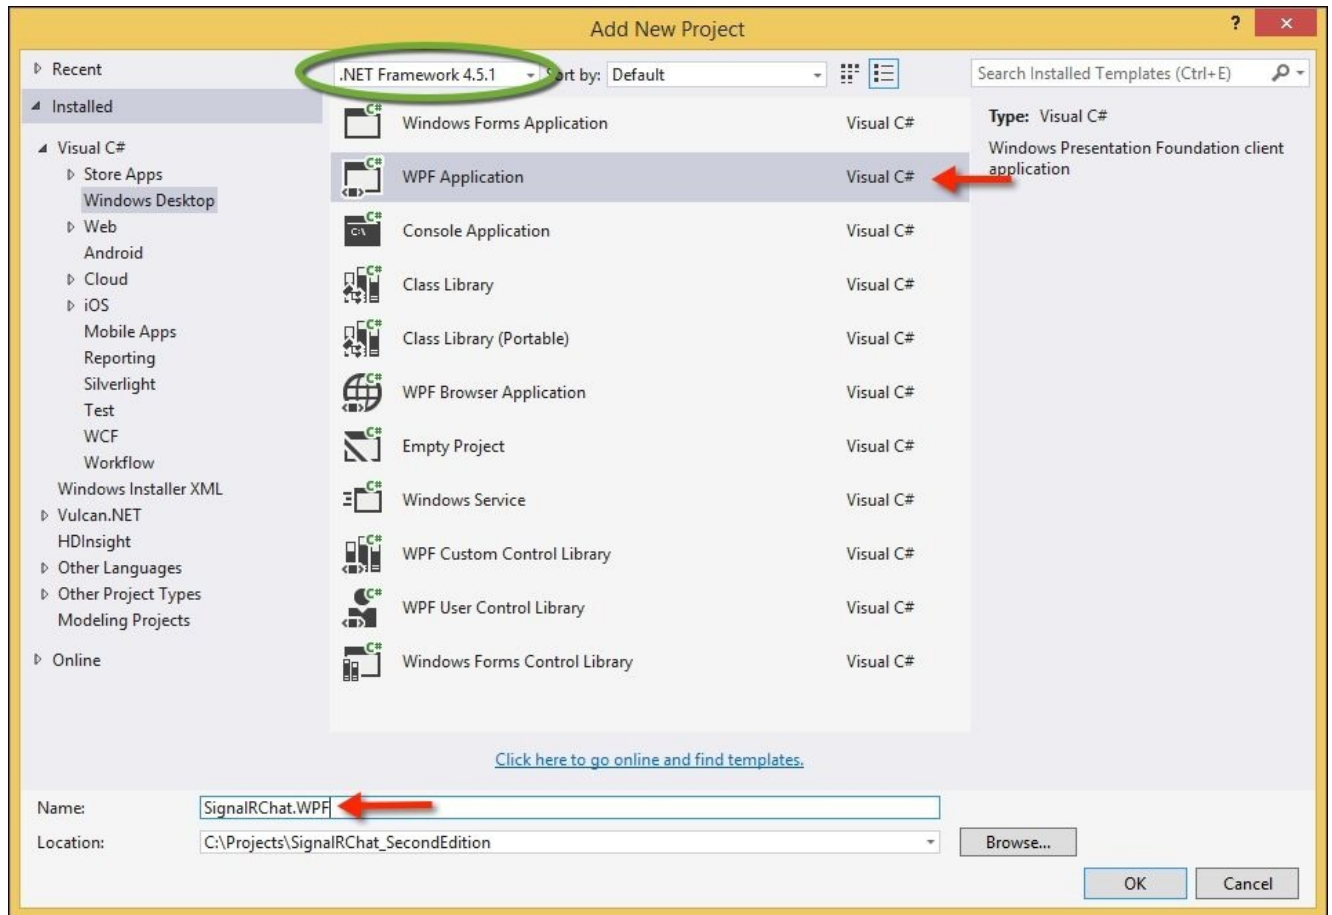 Add New Project
?
Recent
.NET Framework 4.5.1
Sort by: Default
Search Installed Templates (Ctrl+E)
Installed
Visual C#
Store Apps
Windows Desktop
Web
Android
Cloud
iOS
Mobile Apps
Reporting
Silverlight
Test
WCF
Workflow
Windows Installer XML
Vulcan.NET
HDInsight
Other Languages
Other Project Types
Modeling Projects
Online
Windows Forms Application Visual C#
WPF Application Visual C#
Console Application Visual C#
Class Library Visual C#
Class Library (Portable) Visual C#
WPF Browser Application Visual C#
Empty Project Visual C#
Windows Service Visual C#
WPF Custom Control Library Visual C#
WPF User Control Library Visual C#
Windows Forms Control Library Visual C#
Click here to go online and find templates.
Type: Visual C#
Windows Presentation Foundation client
application
Name: SignalRChat.WPF
Location: C:\Projects\SignalRChat_SecondEdition Browse...
OK Cancel